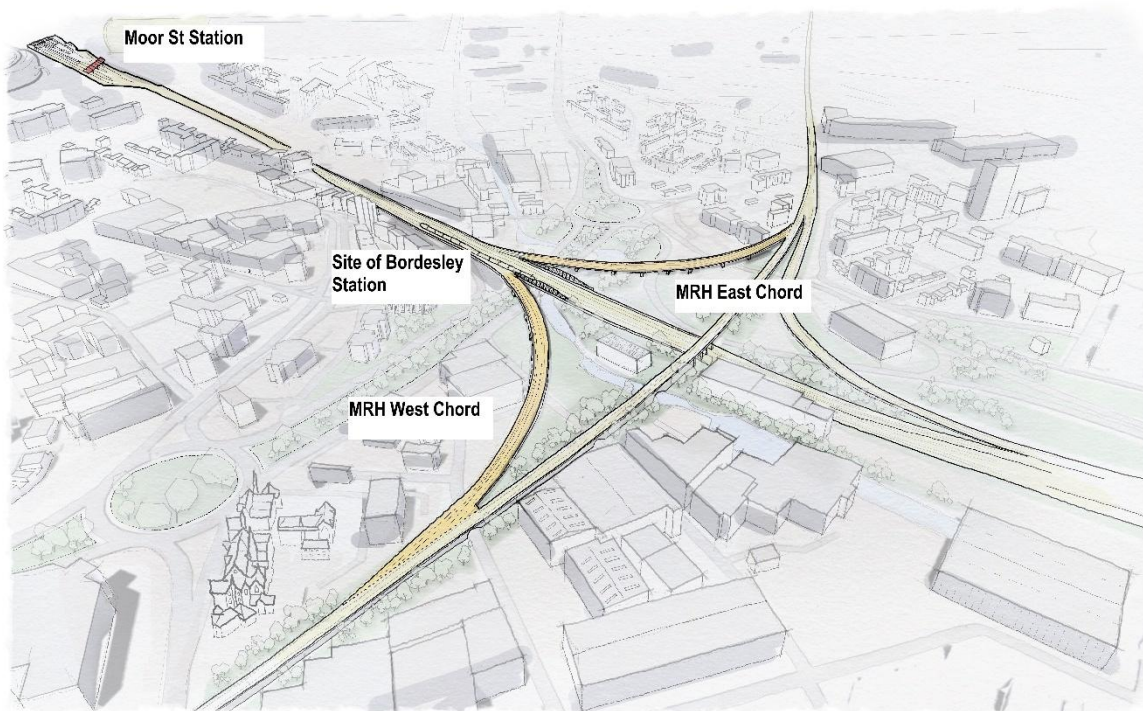 Moor St Station
Site of Bordesley
Station
MRH East Chord
MRH West Chord